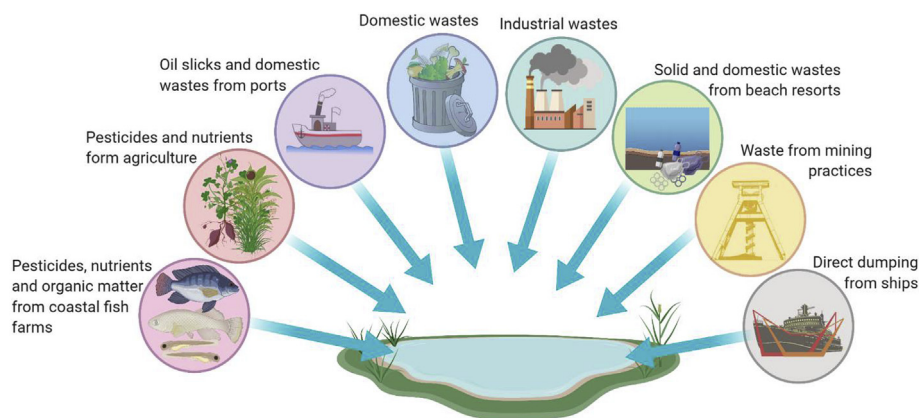 Domestic wastes
Industrial wastes
Oil slicks and domestic
wastes from ports
Solid and domestic wastes
from beach resorts
Pesticides and nutrients
form agriculture
Waste from mining
practices
Pesticides, nutrients
and organic matter
from coastal fish
farms
Direct dumping
from ships